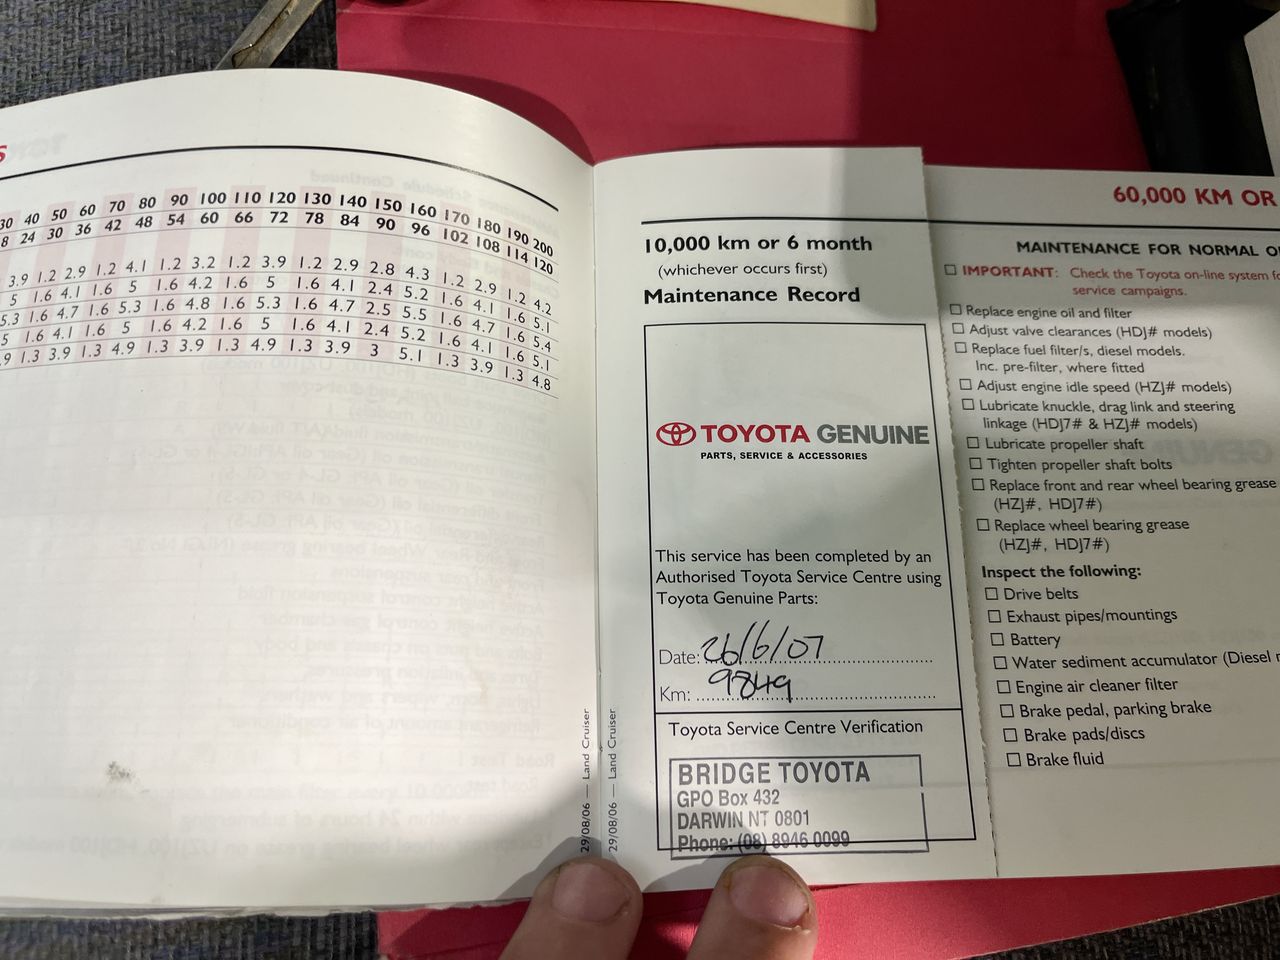 S
30 40 50 60 70 80 90 100 110 120 130 140 150 160 170 180 190 200
8 24 30 36 42 48 54 60 66 72 78 84 90 96 102 108 114 120
3.9 1.2 2.9 1.2 4.1 1.2 3.2 1.2 3.9 1.2 2.9 2.8 4.3 1.2 2.9 1.2 4.2
5 1.6 4.1 1.6 5 1.6 4.2 1.6 5 1.6 4.1 2.4 5.2 1.6 4.1 1.6 5.1
5.3 1.6 4.7 1.6 5.3 1.6 4.8 1.6 5.3 1.6 4.7 2.5 5.5 1.6 4.7 1.6 5.4
5 1.6 4.1 1.6 5 1.6 4.2 1.6 5 1.6 4.1 2.4 5.2 1.6 4.1 1.6 5.1
.9 1.3 3.9 1.3 4.9 1.3 3.9 1.3 4.9 1.3 3.9 3 5.1 1.3 3.9 1.3 4.8
29/08/06 — Land Cruiser
29/08/06 — Land Cruiser
10,000 km or 6 month
(whichever occurs first)
Maintenance Record
TOYOTA GENUINE
PARTS, SERVICE & ACCESSORIES
This service has been completed by an
Authorised Toyota Service Centre using
Toyota Genuine Parts:
Date: 26/6/07
Km: 9849
Toyota Service Centre Verification
BRIDGE TOYOTA
GPO Box 432
DARWIN NT 0801
Phone: (08) 8946 0099
60,000 KM OR
MAINTENANCE FOR NORMAL
IMPORTANT: Check the Toyota on-line system
service campaigns.
Replace engine oil and filter
Adjust valve clearances (HDJ# models)
Replace fuel filter/s, diesel models.
Inc. pre-filter, where fitted
Adjust engine idle speed (HZJ# models)
Lubricate knuckle, drag link and steering
linkage (HDJ7# & HZJ# models)
Lubricate propeller shaft
Tighten propeller shaft bolts
Replace front and rear wheel bearing grease
(HZJ#, HDJ7#)
Replace wheel bearing grease
(HZJ#, HDJ7#)
Inspect the following:
Drive belts
Exhaust pipes/mountings
Battery
Water sediment accumulator (Diesel
Engine air cleaner filter
Brake pedal, parking brake
Brake pads/discs
Brake fluid